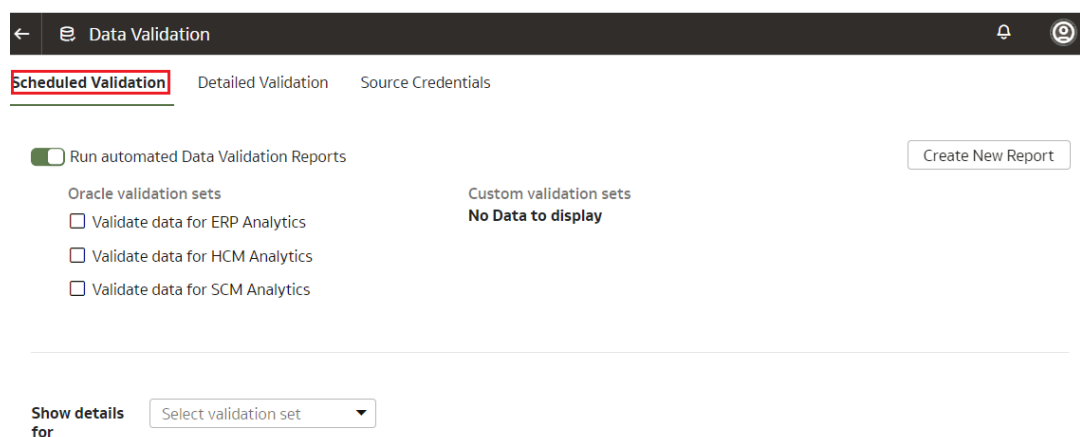 Data Validation
Scheduled Validation Detailed Validation Source Credentials
Run automated Data Validation Reports Create New Report
Oracle validation sets Custom validation sets
Validate data for ERP Analytics No Data to display
Validate data for HCM Analytics
Validate data for SCM Analytics
Show details Select validation set
for